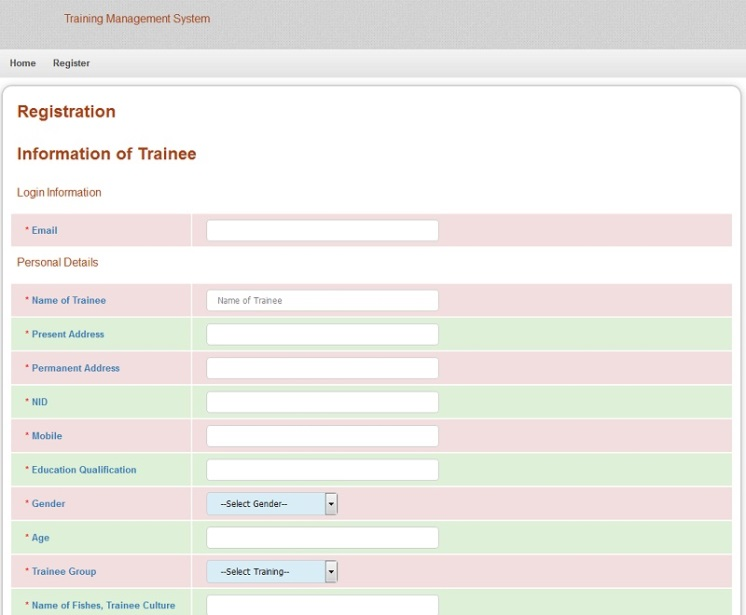 Training Management System
Home Register
Registration
Information of Trainee
Login Information
* Email
Personal Details
* Name of Trainee Name of Trainee
* Present Address
* Permanent Address
* NID
* Mobile
* Education Qualification
* Gender --Select Gender--
* Age
* Trainee Group --Select Training--
* Name of Fishes, Trainee Culture